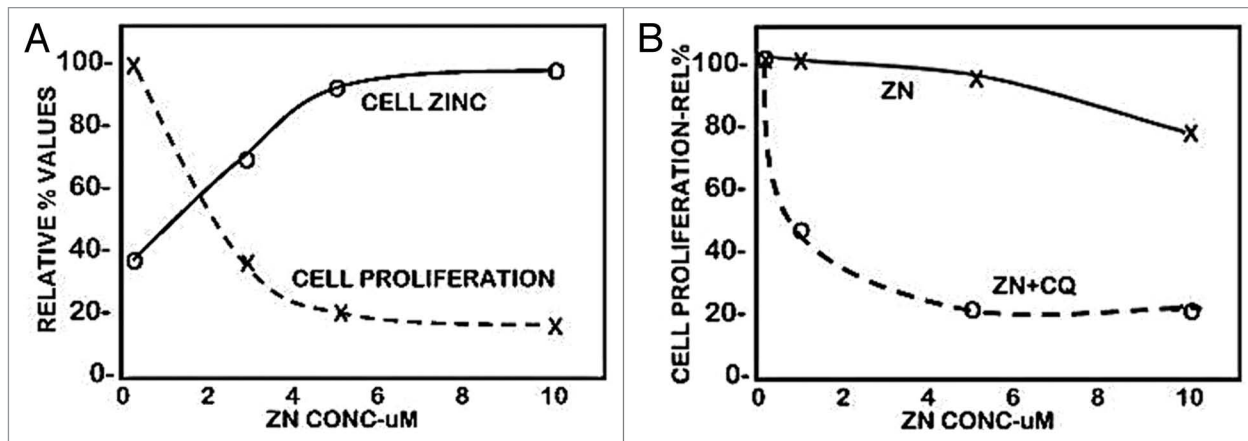 A
RELATIVE % VALUES
100-
80-
60-
40-
20-
0-
CELL ZINC
CELL PROLIFERATION
0 2 4 6 8 10
ZN CONC-uM
B
CELL PROLIFERATION-REL%
100-
80-
60-
40-
20-
0-
ZN
ZN+CQ
0 2 4 6 8 10
ZN CONC-uM